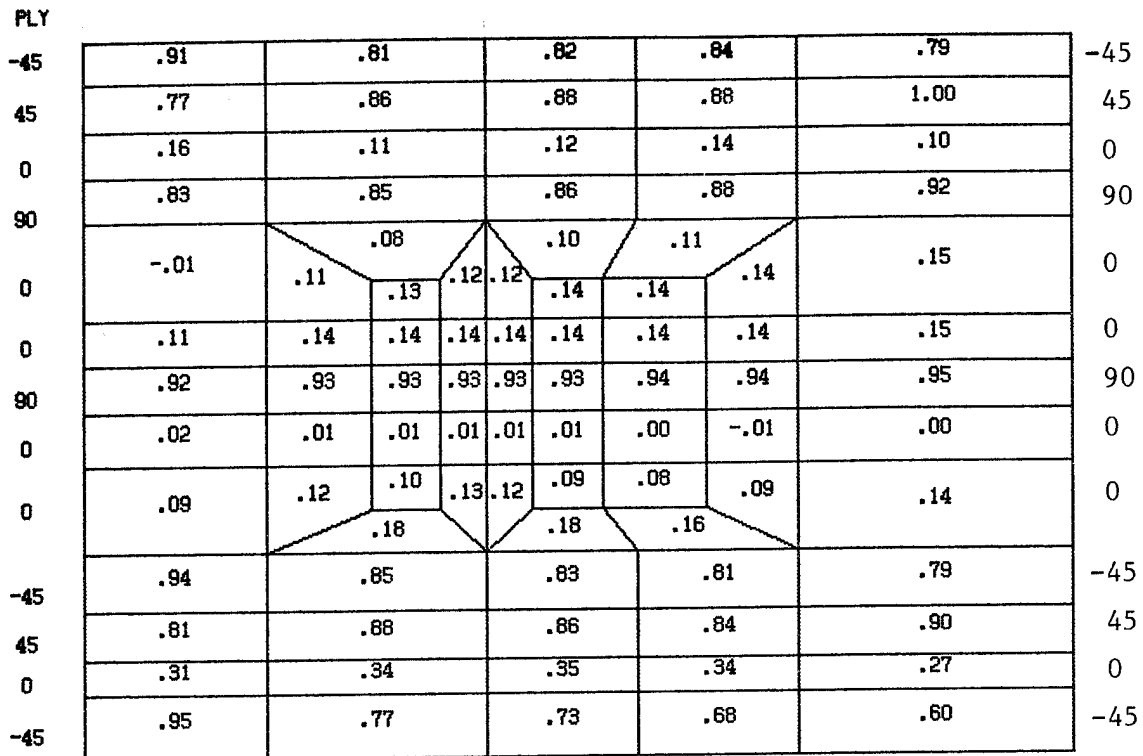 PLY
-45 .91 .81 .82 .84 .79 -45
45 .77 .86 .88 .88 1.00 45
0 .16 .11 .12 .14 .10 0
90 .83 .85 .86 .88 .92 90
.08 .10 .11
0 -.01 .11 .12 .12 .14 .15 0
.13 .14 .14
0 .11 .14 .14 .14 .14 .14 .14 .14 .15 0
90 .92 .93 .93 .93 .93 .93 .94 .94 .95 90
0 .02 .01 .01 .01 .01 .01 .00 -.01 .00 0
0 .09 .12 .10 .13 .12 .09 .08 .09 .14 0
.18 .18 .16
-45 .94 .85 .83 .81 .79 -45
45 .81 .88 .86 .84 .90 45
0 .31 .34 .35 .34 .27 0
-45 .95 .77 .73 .68 .60 -45